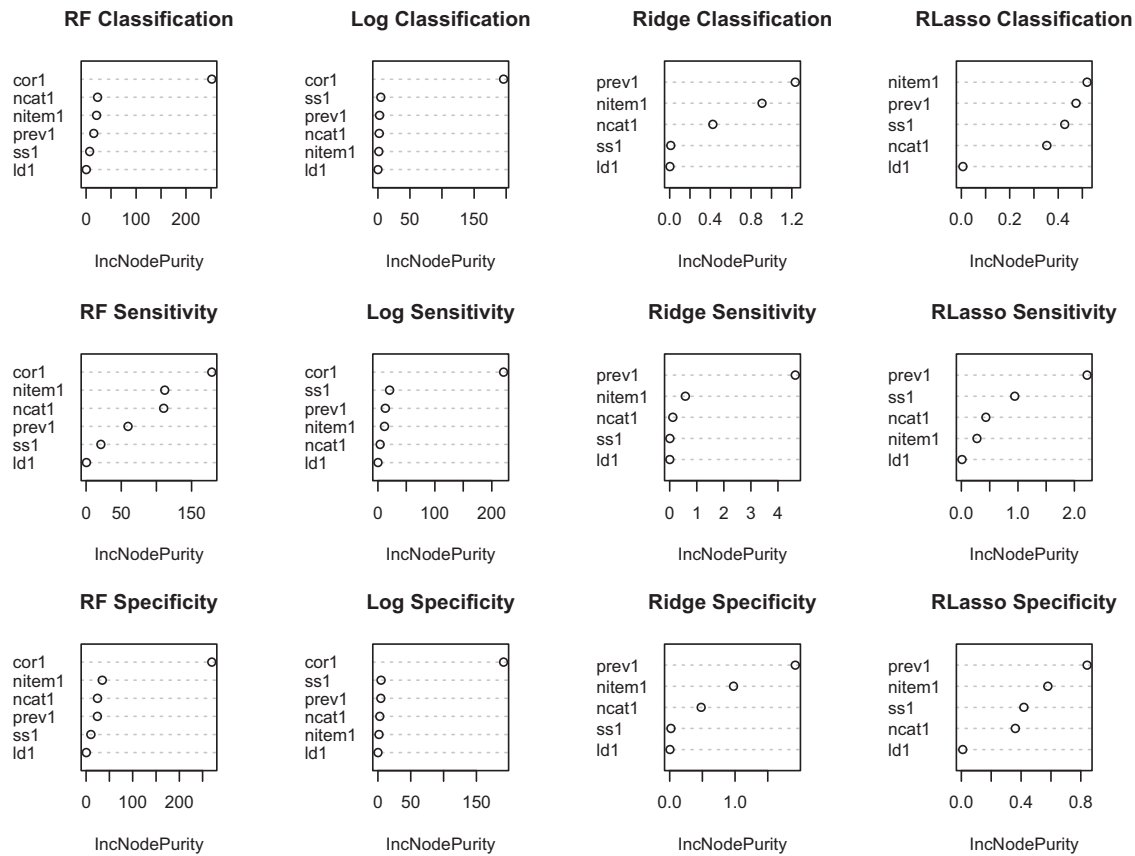 RF Classification
cor1
ncat1
nitem1
prev1
ss1
ld1
0 100 200
IncNodePurity
Log Classification
cor1
ss1
prev1
ncat1
nitem1
ld1
0 50 150
IncNodePurity
Ridge Classification
prev1
nitem1
ncat1
ss1
ld1
0.0 0.4 0.8 1.2
IncNodePurity
RLasso Classification
nitem1
prev1
ss1
ncat1
ld1
0.0 0.2 0.4
IncNodePurity
RF Sensitivity
cor1
nitem1
ncat1
prev1
ss1
ld1
0 50 150
IncNodePurity
Log Sensitivity
cor1
ss1
prev1
nitem1
ncat1
ld1
0 100 200
IncNodePurity
Ridge Sensitivity
prev1
nitem1
ncat1
ss1
ld1
0 1 2 3 4
IncNodePurity
RLasso Sensitivity
prev1
ss1
ncat1
nitem1
ld1
0.0 1.0 2.0
IncNodePurity
RF Specificity
cor1
nitem1
ncat1
prev1
ss1
ld1
0 100 200
IncNodePurity
Log Specificity
cor1
ss1
prev1
ncat1
nitem1
ld1
0 50 150
IncNodePurity
Ridge Specificity
prev1
nitem1
ncat1
ss1
ld1
0.0 1.0
IncNodePurity
RLasso Specificity
prev1
nitem1
ss1
ncat1
ld1
0.0 0.4 0.8
IncNodePurity